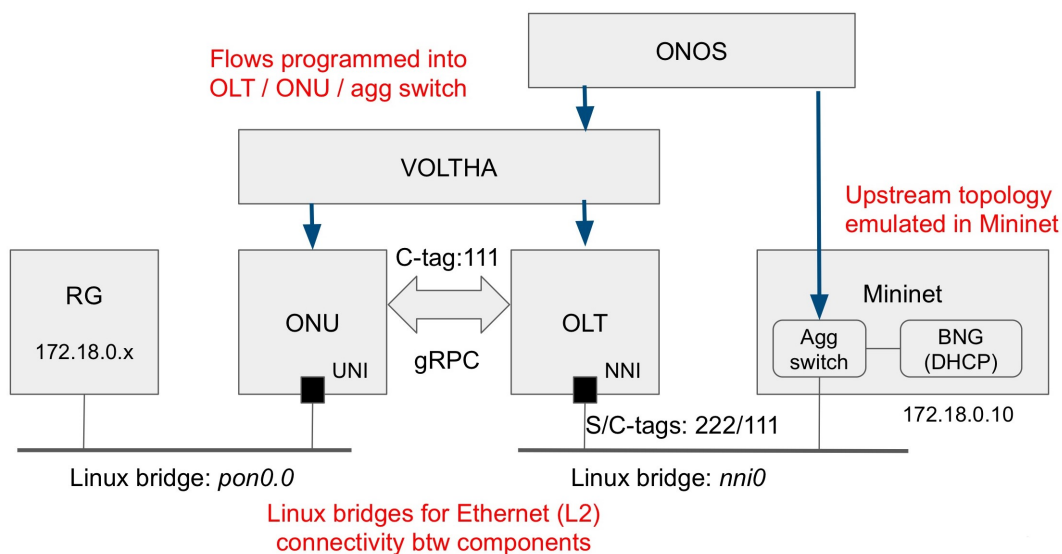 ONOS
Flows programmed into
OLT / ONU / agg switch
VOLTHA
Upstream topology
emulated in Mininet
C-tag:111
RG
172.18.0.x
ONU
UNI
gRPC
OLT
NNI
Mininet
Agg
switch
BNG
(DHCP)
172.18.0.10
S/C-tags: 222/111
Linux bridge: pon0.0
Linux bridge: nni0
Linux bridges for Ethernet (L2)
connectivity btw components